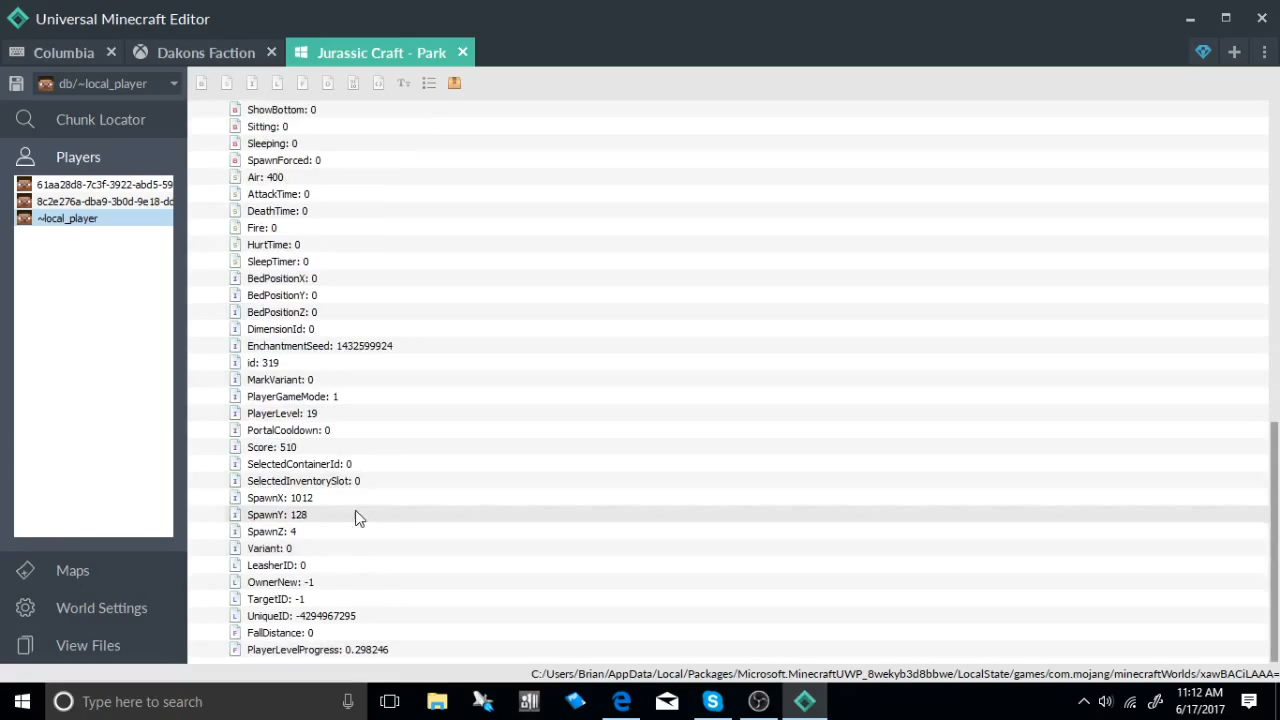 Universal Minecraft Editor
Columbia
Dakons Faction
Jurassic Craft - Park
db/~local_player
Chunk Locator
Players
61aa28d8-7c3f-3922-abd5-59
8c2e276a-dba9-3b0d-9e18-dd
~local_player
Maps
World Settings
View Files
ShowBottom: 0
Sitting: 0
Sleeping: 0
SpawnForced: 0
Air: 400
AttackTime: 0
DeathTime: 0
Fire: 0
HurtTime: 0
SleepTimer: 0
BedPositionX: 0
BedPositionY: 0
BedPositionZ: 0
DimensionId: 0
EnchantmentSeed: 1432599924
id: 319
MarkVariant: 0
PlayerGameMode: 1
PlayerLevel: 19
PortalCooldown: 0
Score: 510
SelectedContainerId: 0
SelectedInventorySlot: 0
SpawnX: 1012
SpawnY: 128
SpawnZ: 4
Variant: 0
LeasherID: 0
OwnerNew: -1
TargetID: -1
UniqueID: -4294967295
FallDistance: 0
PlayerLevelProgress: 0.298246
C:/Users/Brian/AppData/Local/Packages/Microsoft.MinecraftUWP_8wekyb3d8bbwe/LocalState/games/com.mojang/minecraftWorlds/xawBACiLAAA=
Type here to search
11:12 AM
6/17/2017